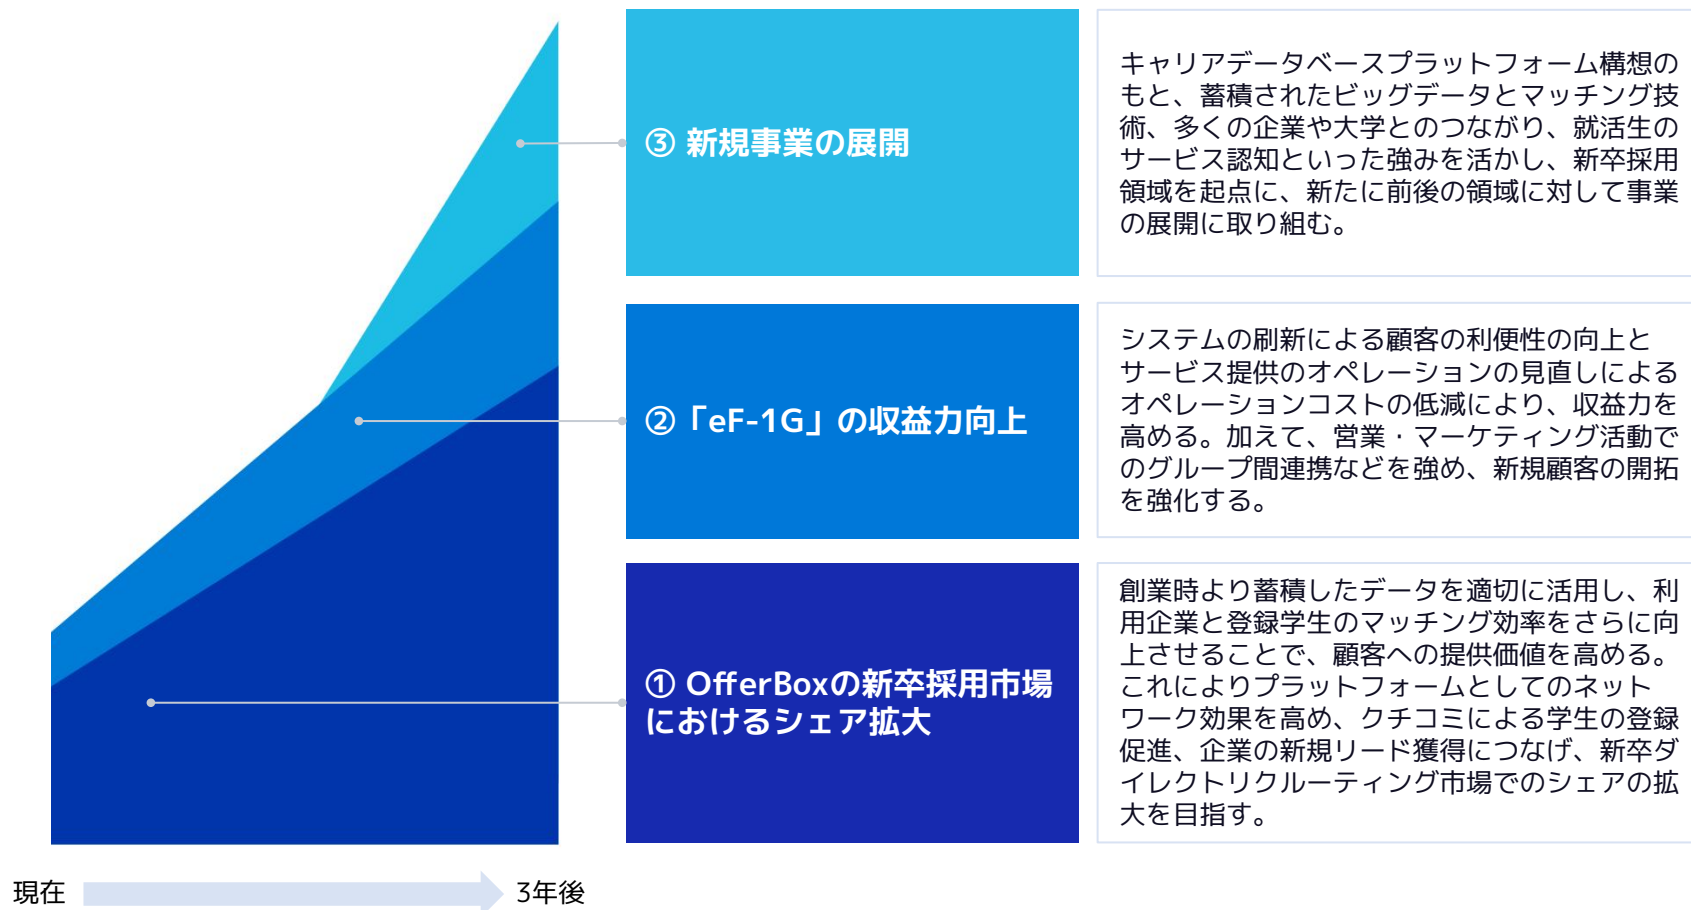 ③ 新規事業の展開
キャリアデータベースプラットフォーム構想の
もと、蓄積されたビッグデータとマッチング技
術、多くの企業や大学とのつながり、就活生の
サービス認知といった強みを活かし、新卒採用
領域を起点に、新たに前後の領域に対して事業
の展開に取り組む。
②「eF-1G」の収益力向上
システムの刷新による顧客の利便性の向上と
サービス提供のオペレーションの見直しによる
オペレーションコストの低減により、収益力を
高める。加えて、営業・マーケティング活動で
のグループ間連携などを強め、新規顧客の開拓
を強化する。
① OfferBoxの新卒採用市場
におけるシェア拡大
創業時より蓄積したデータを適切に活用し、利
用企業と登録学生のマッチング効率をさらに向
上させることで、顧客への提供価値を高める。
これによりプラットフォームとしてのネット
ワーク効果を高め、クチコミによる学生の登録
促進、企業の新規リード獲得につなげ、新卒ダ
イレクトリクルーティング市場でのシェアの拡
大を目指す。
現在
3年後